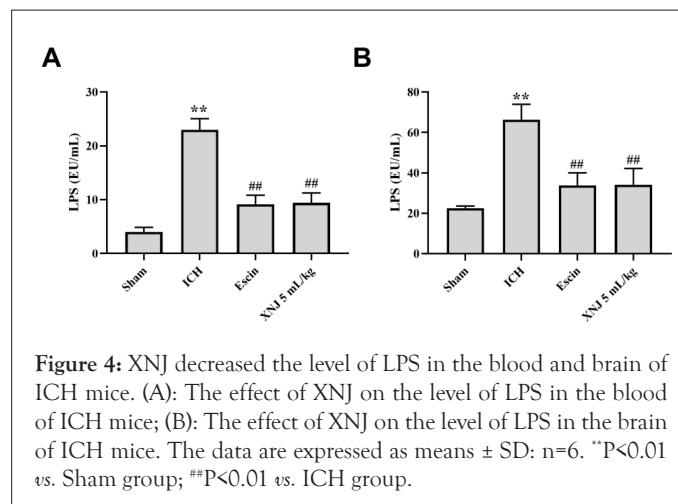 A
B
30
20
10
0
LPS (EU/mL)
**
##
##
Sham
ICH
Escin
XNJ 5 mL/kg
80
60
40
20
0
LPS (EU/mL)
**
##
##
Sham
ICH
Escin
XNJ 5 mL/kg
Figure 4: XNJ decreased the level of LPS in the blood and brain of
ICH mice. (A): The effect of XNJ on the level of LPS in the blood
of ICH mice; (B): The effect of XNJ on the level of LPS in the brain
of ICH mice. The data are expressed as means ± SD: n=6. **P<0.01
vs. Sham group; ##P<0.01 vs. ICH group.